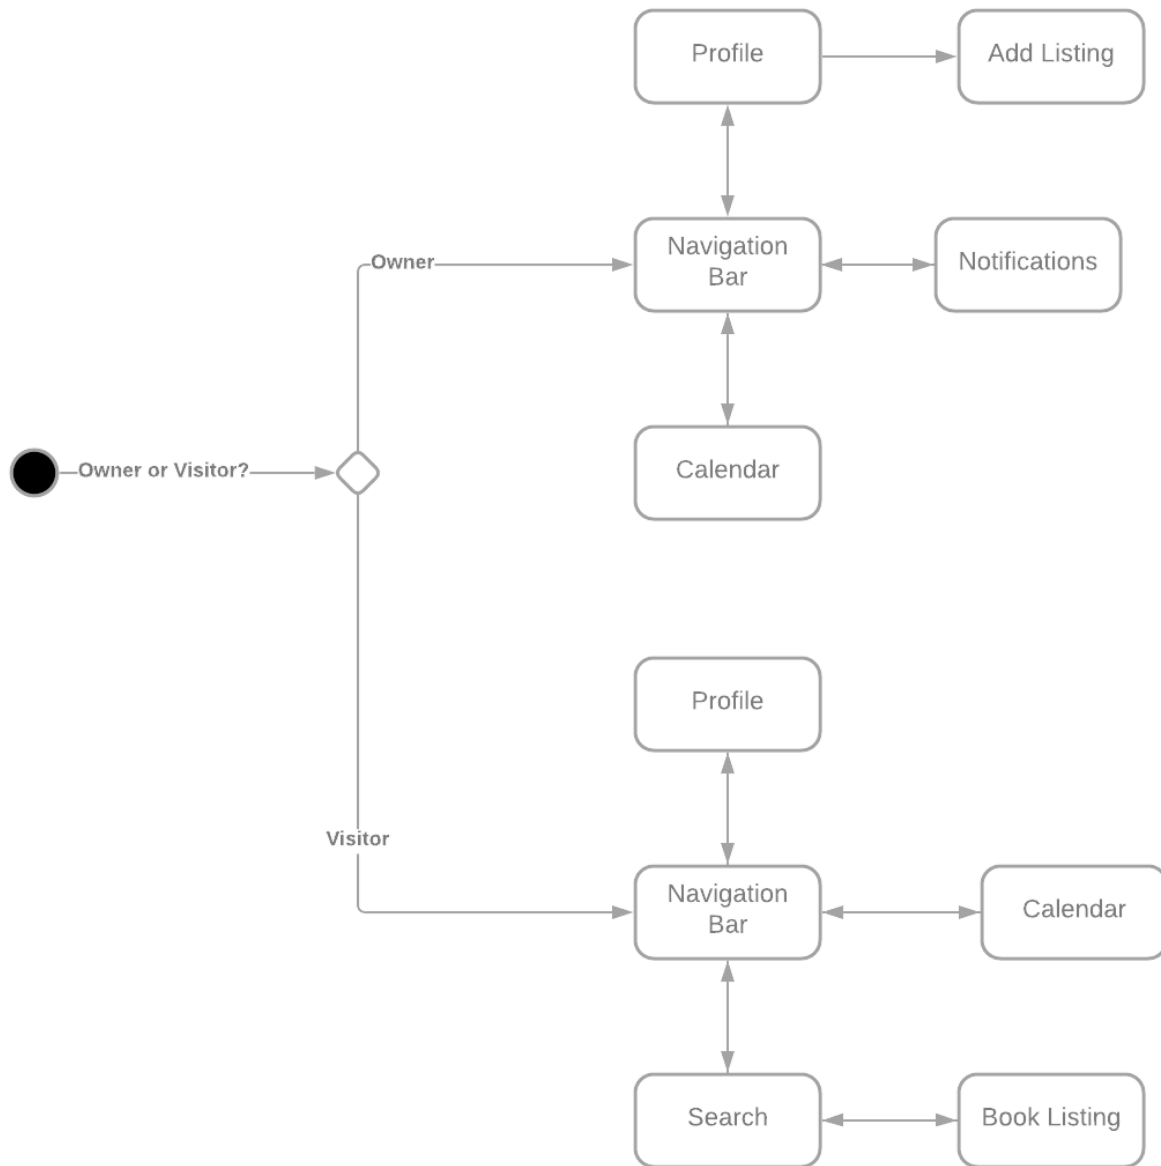 Profile
Add Listing
Owner
Navigation
Bar
Notifications
Owner or Visitor?
Calendar
Profile
Visitor
Navigation
Bar
Calendar
Search
Book Listing